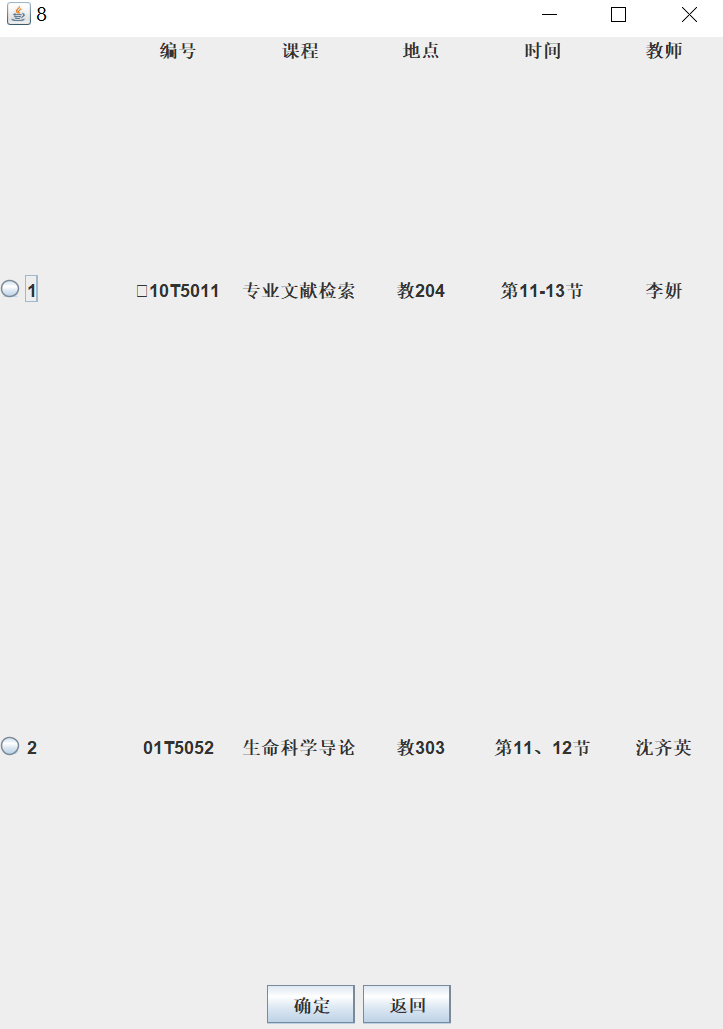 8
编号 课程 地点 时间 教师
1 □10T5011 专业文献检索 教204 第11-13节 李妍
2 01T5052 生命科学导论 教303 第11、12节 沈齐英
确定 返回